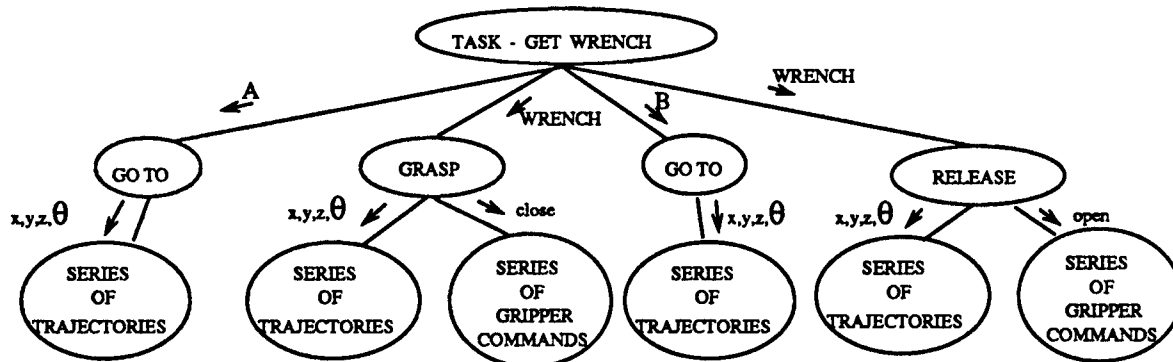 TASK - GET WRENCH
A
WRENCH
B
WRENCH
GO TO
GRASP
GO TO
RELEASE
x,y,z,θ
x,y,z,θ
close
x,y,z,θ
x,y,z,θ
open
SERIES
OF
TRAJECTORIES
SERIES
OF
TRAJECTORIES
SERIES
OF
GRIPPER
COMMANDS
SERIES
OF
TRAJECTORIES
SERIES
OF
TRAJECTORIES
SERIES
OF
GRIPPER
COMMANDS